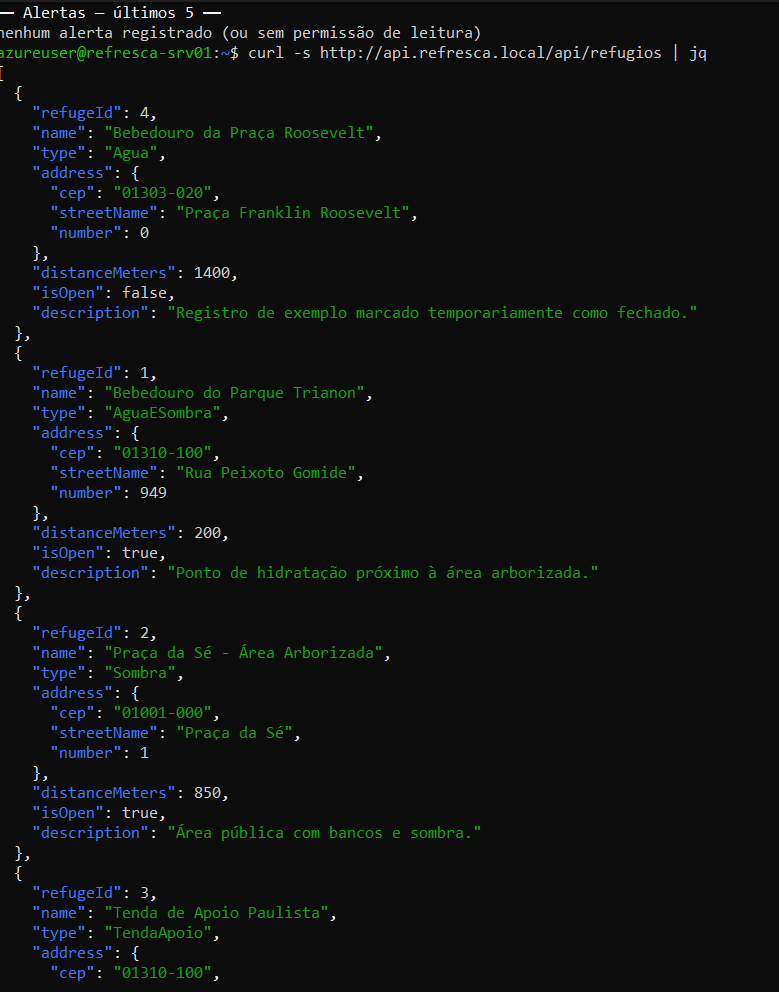 ── Alertas — últimos 5 ──
nenhum alerta registrado (ou sem permissão de leitura)
azureuser@refresca-srv01:~$ curl -s http://api.refresca.local/api/refugios | jq
[
  {
    "refugeId": 4,
    "name": "Bebedouro da Praça Roosevelt",
    "type": "Agua",
    "address": {
      "cep": "01303-020",
      "streetName": "Praça Franklin Roosevelt",
      "number": 0
    },
    "distanceMeters": 1400,
    "isOpen": false,
    "description": "Registro de exemplo marcado temporariamente como fechado."
  },
  {
    "refugeId": 1,
    "name": "Bebedouro do Parque Trianon",
    "type": "AguaESombra",
    "address": {
      "cep": "01310-100",
      "streetName": "Rua Peixoto Gomide",
      "number": 949
    },
    "distanceMeters": 200,
    "isOpen": true,
    "description": "Ponto de hidratação próximo à área arborizada."
  },
  {
    "refugeId": 2,
    "name": "Praça da Sé - Área Arborizada",
    "type": "Sombra",
    "address": {
      "cep": "01001-000",
      "streetName": "Praça da Sé",
      "number": 1
    },
    "distanceMeters": 850,
    "isOpen": true,
    "description": "Área pública com bancos e sombra."
  },
  {
    "refugeId": 3,
    "name": "Tenda de Apoio Paulista",
    "type": "TendaApoio",
    "address": {
      "cep": "01310-100",